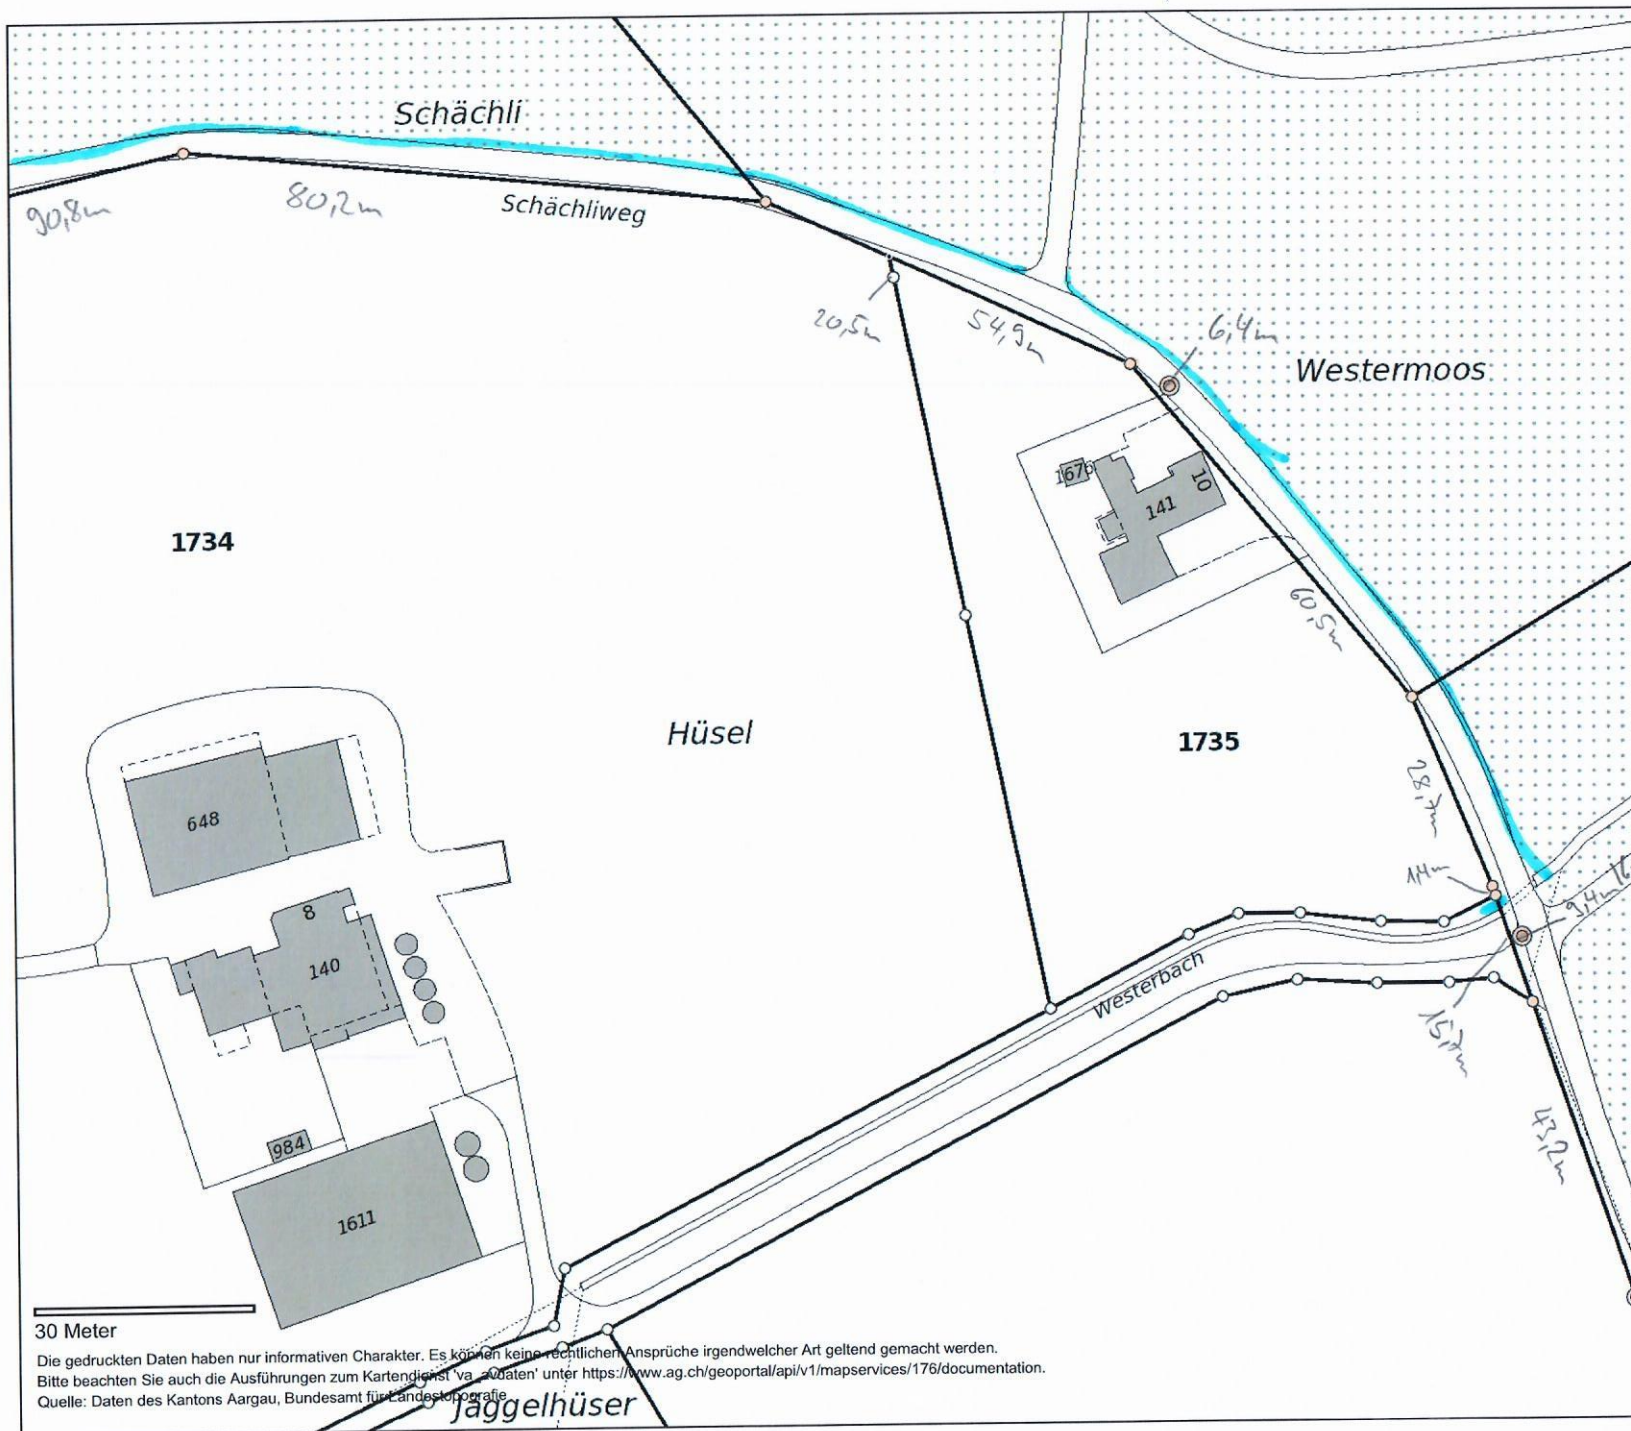 Schächli
90,8m
80,2m
Schächliweg
20,5m
54,9m
6,4m
Westermoos
1676
10
141
1734
60,5m
Hüsel
1735
28,7m
648
1,4m
9,4m
8
140
Westerbach
15,7m
43,2m
984
1611
30 Meter
Die gedruckten Daten haben nur informativen Charakter. Es können keine rechtlichen Ansprüche irgendwelcher Art geltend gemacht werden.
Bitte beachten Sie auch die Ausführungen zum Kartendienst 'va_avdaten' unter https://www.ag.ch/geoportal/api/v1/mapservices/176/documentation.
Quelle: Daten des Kantons Aargau, Bundesamt für Landestopografie
Jaggelhüser